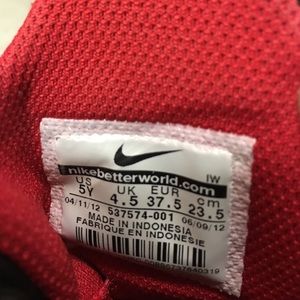 nikebetterworld.com IW
US UK EUR cm
5Y 4.5 37.5 23.5
04/11/12 537574-001 06/09/12
MADE IN INDONESIA
FABRIQUE EN INDONESIE